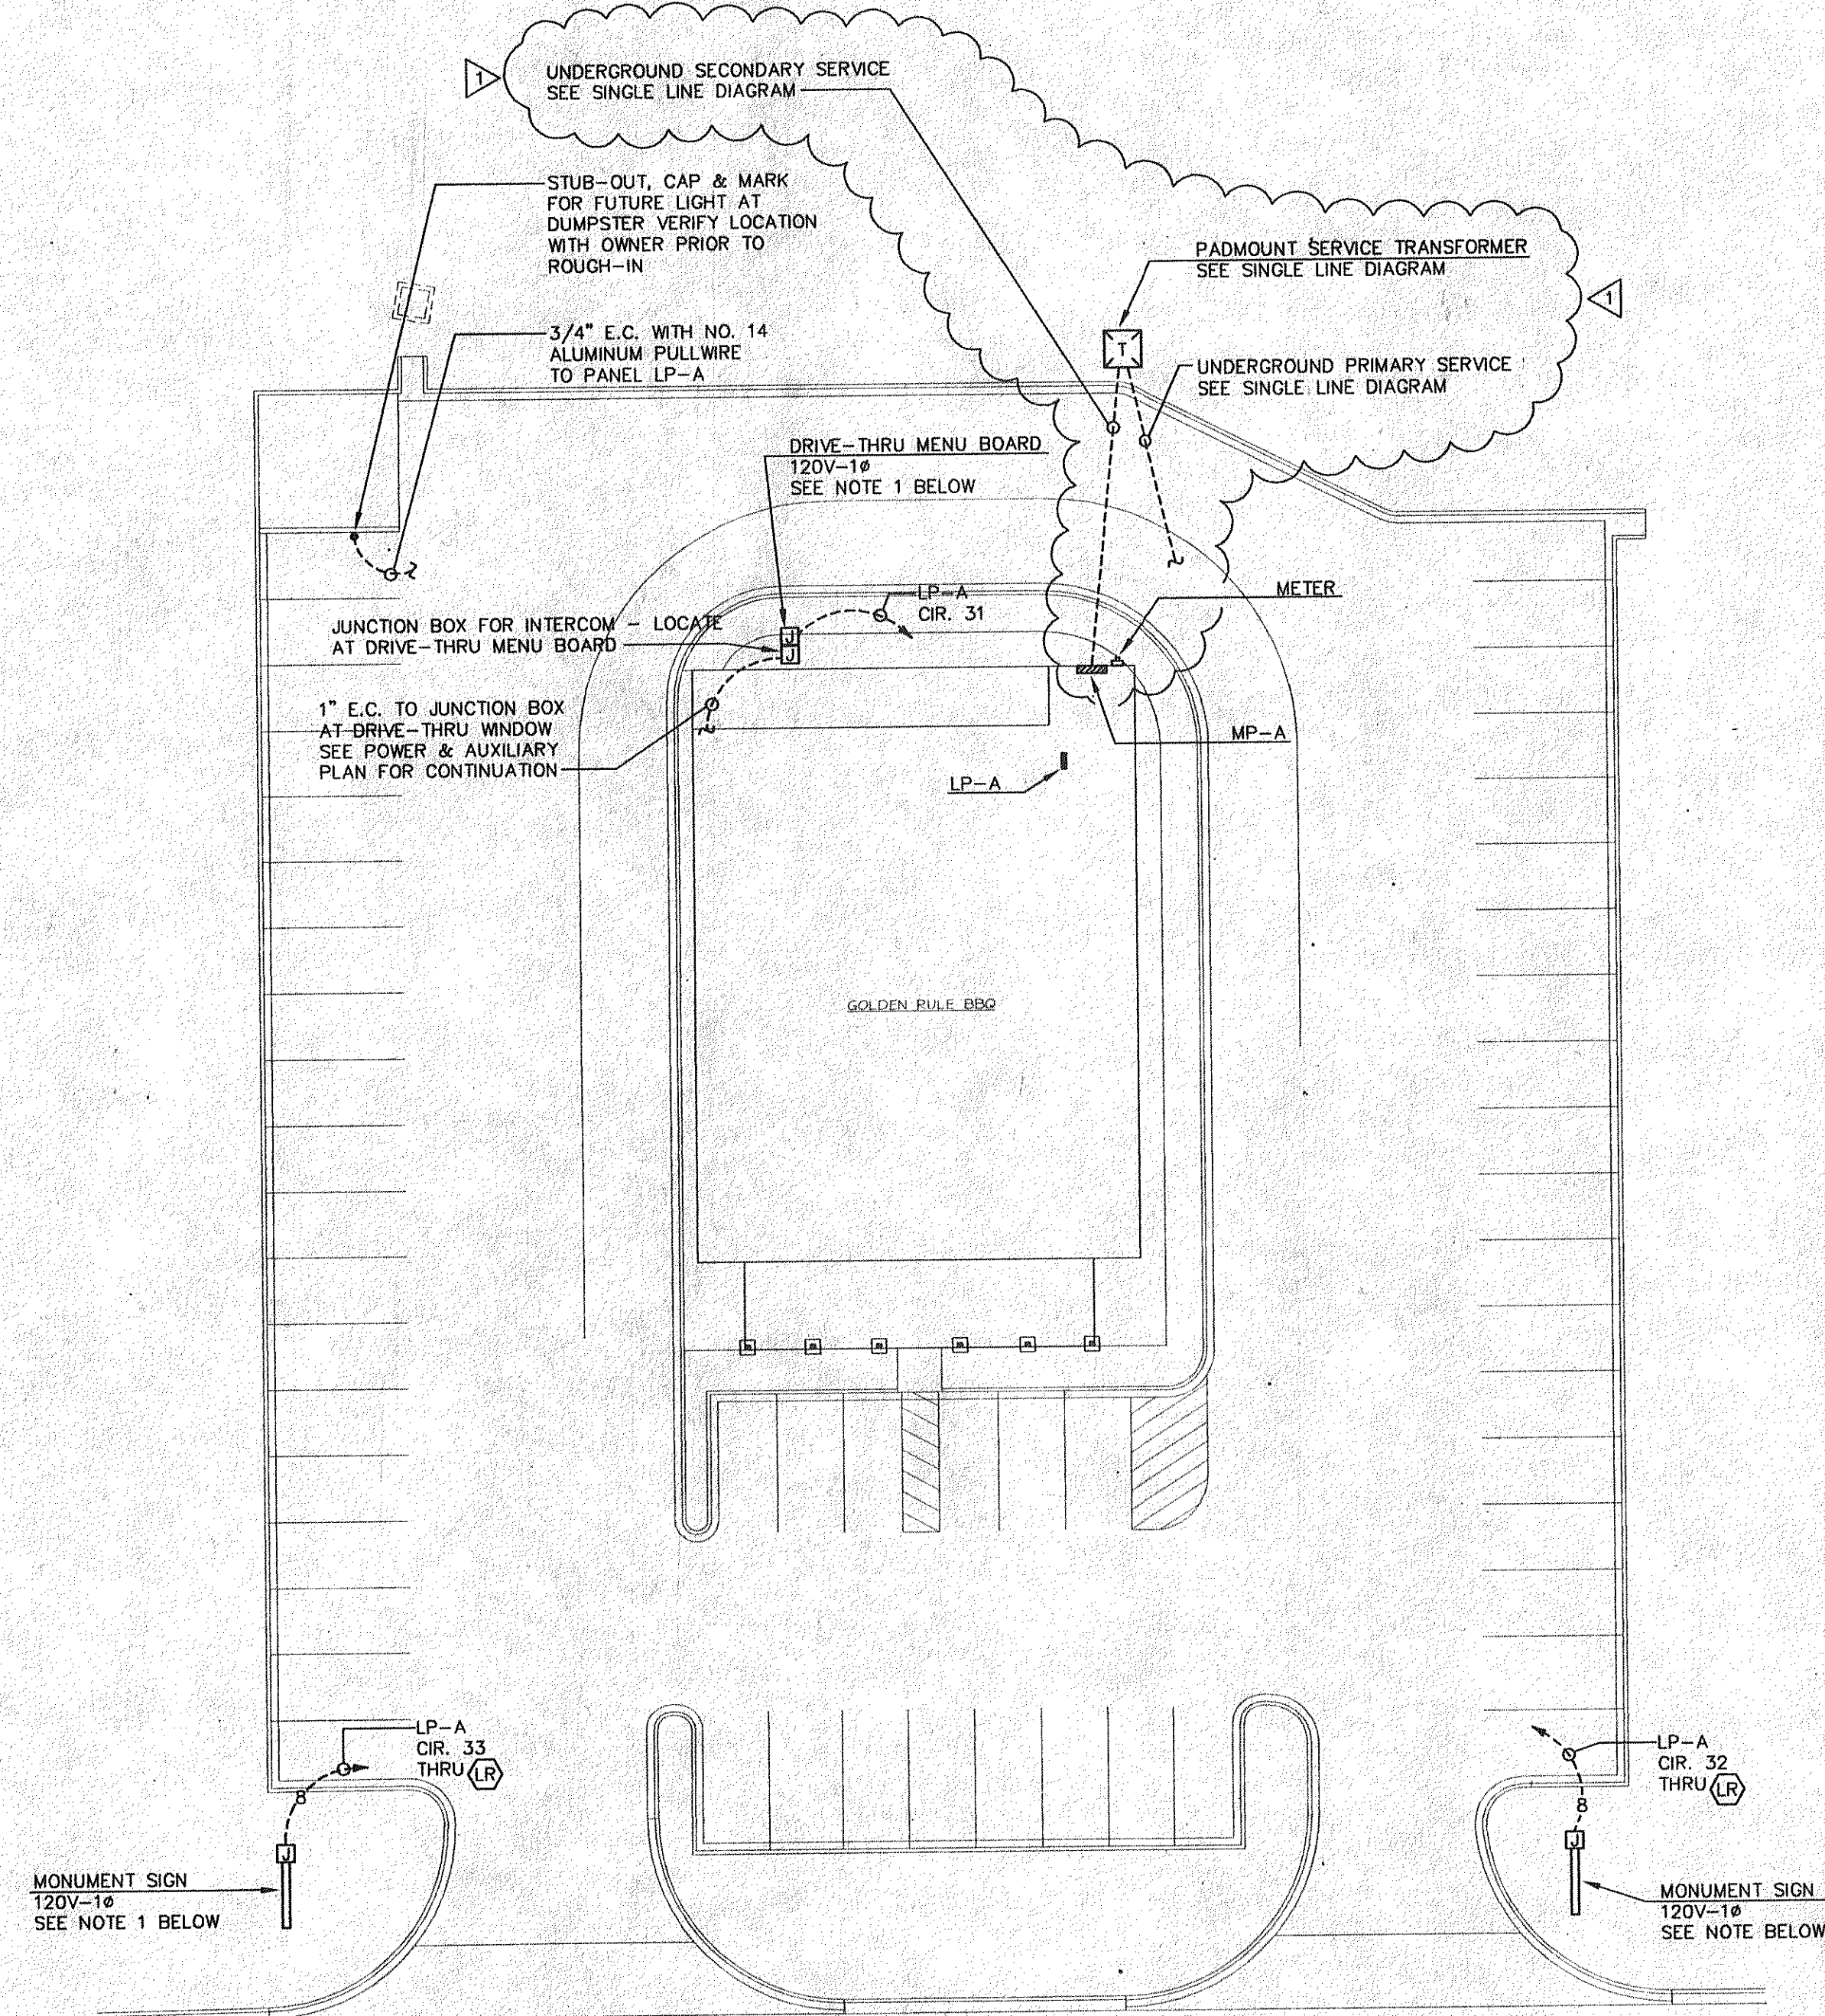 1
UNDERGROUND SECONDARY SERVICE
SEE SINGLE LINE DIAGRAM
STUB-OUT, CAP & MARK
FOR FUTURE LIGHT AT
DUMPSTER VERIFY LOCATION
WITH OWNER PRIOR TO
ROUGH-IN
PADMOUNT SERVICE TRANSFORMER
SEE SINGLE LINE DIAGRAM
1
3/4" E.C. WITH NO. 14
ALUMINUM PULLWIRE
TO PANEL LP-A
T
UNDERGROUND PRIMARY SERVICE
SEE SINGLE LINE DIAGRAM
DRIVE-THRU MENU BOARD
120V-1ø
SEE NOTE 1 BELOW
LP-A
CIR. 31
METER
JUNCTION BOX FOR INTERCOM - LOCATE
AT DRIVE-THRU MENU BOARD
J
J
1" E.C. TO JUNCTION BOX
AT DRIVE-THRU WINDOW
SEE POWER & AUXILIARY
PLAN FOR CONTINUATION
MP-A
LP-A
GOLDEN RULE BBQ
LP-A
CIR. 33
THRU LR
8
J
MONUMENT SIGN
120V-1ø
SEE NOTE 1 BELOW
LP-A
CIR. 32
THRU LR
8
J
MONUMENT SIGN
120V-1ø
SEE NOTE BELOW